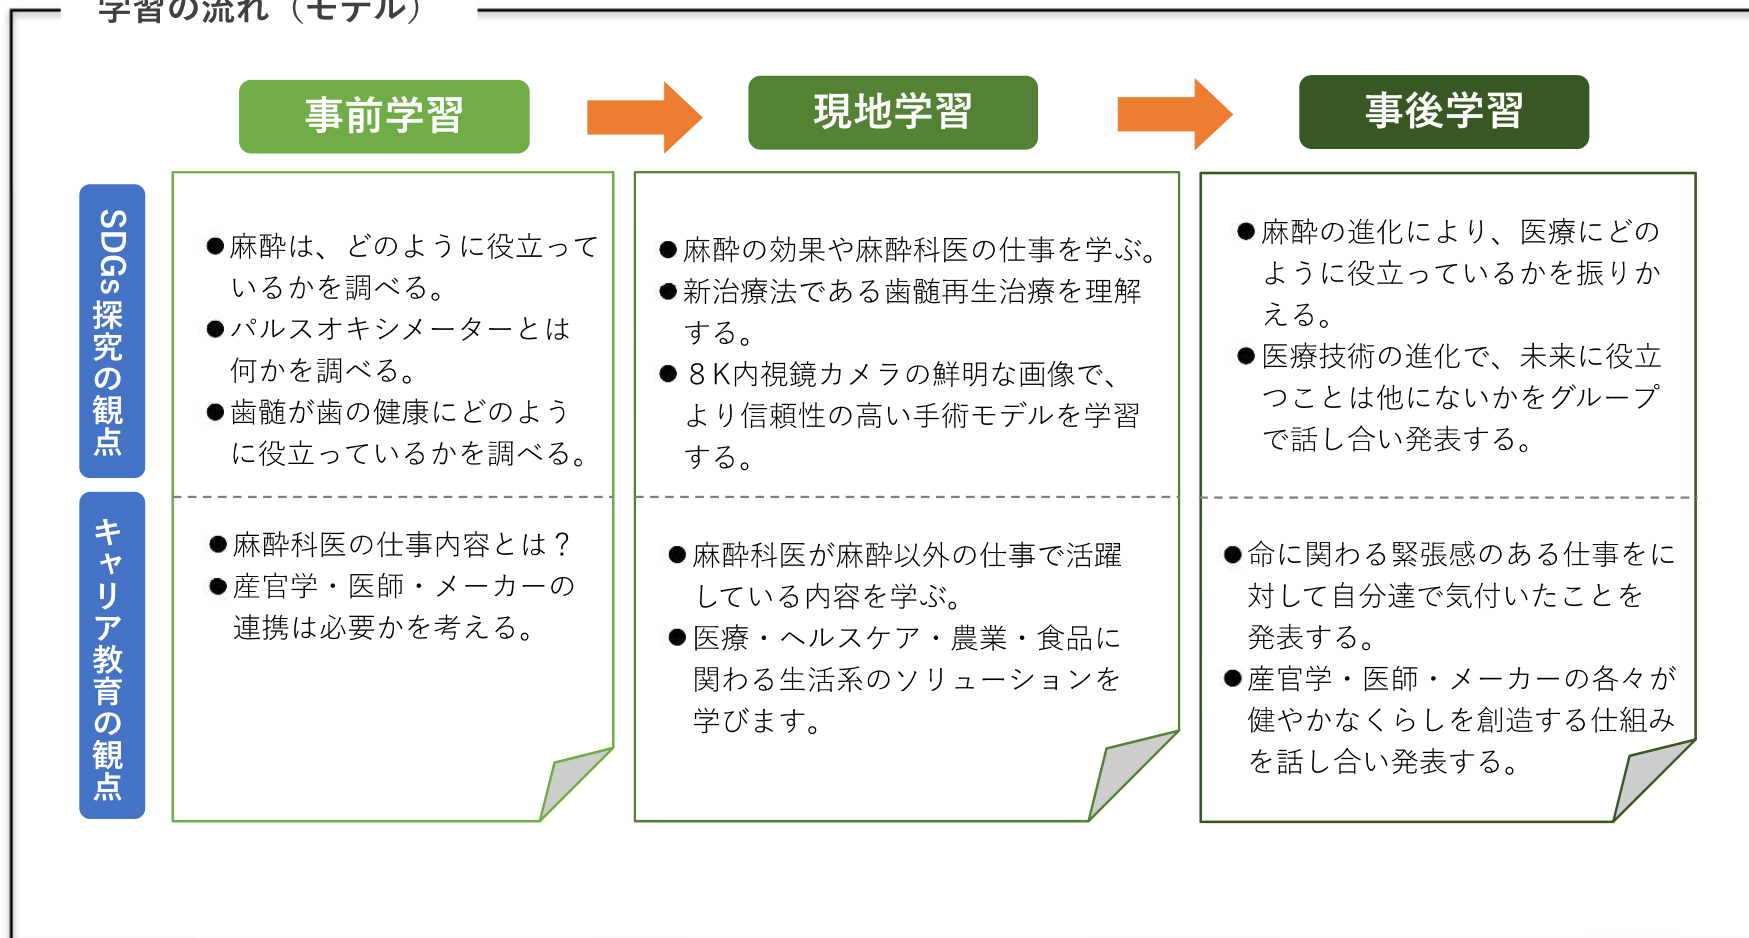 学習の流れ（モデル）
事前学習
現地学習
事後学習
SDGs探究の観点
●麻酔は、どのように役立って
いるかを調べる。
●パルスオキシメーターとは
何かを調べる。
●歯髄が歯の健康にどのよう
に役立っているかを調べる。
●麻酔の効果や麻酔科医の仕事を学ぶ。
●新治療法である歯髄再生治療を理解
する。
●８K内視鏡カメラの鮮明な画像で、
より信頼性の高い手術モデルを学習
する。
●麻酔の進化により、医療にどの
ように役立っているかを振りか
える。
●医療技術の進化で、未来に役立
つことは他にないかをグループ
で話し合い発表する。
キャリア教育の観点
●麻酔科医の仕事内容とは？
●産官学・医師・メーカーの
連携は必要かを考える。
●麻酔科医が麻酔以外の仕事で活躍
している内容を学ぶ。
●医療・ヘルスケア・農業・食品に
関わる生活系のソリューションを
学びます。
●命に関わる緊張感のある仕事をに
対して自分達で気付いたことを
発表する。
●産官学・医師・メーカーの各々が
健やかなくらしを創造する仕組み
を話し合い発表する。